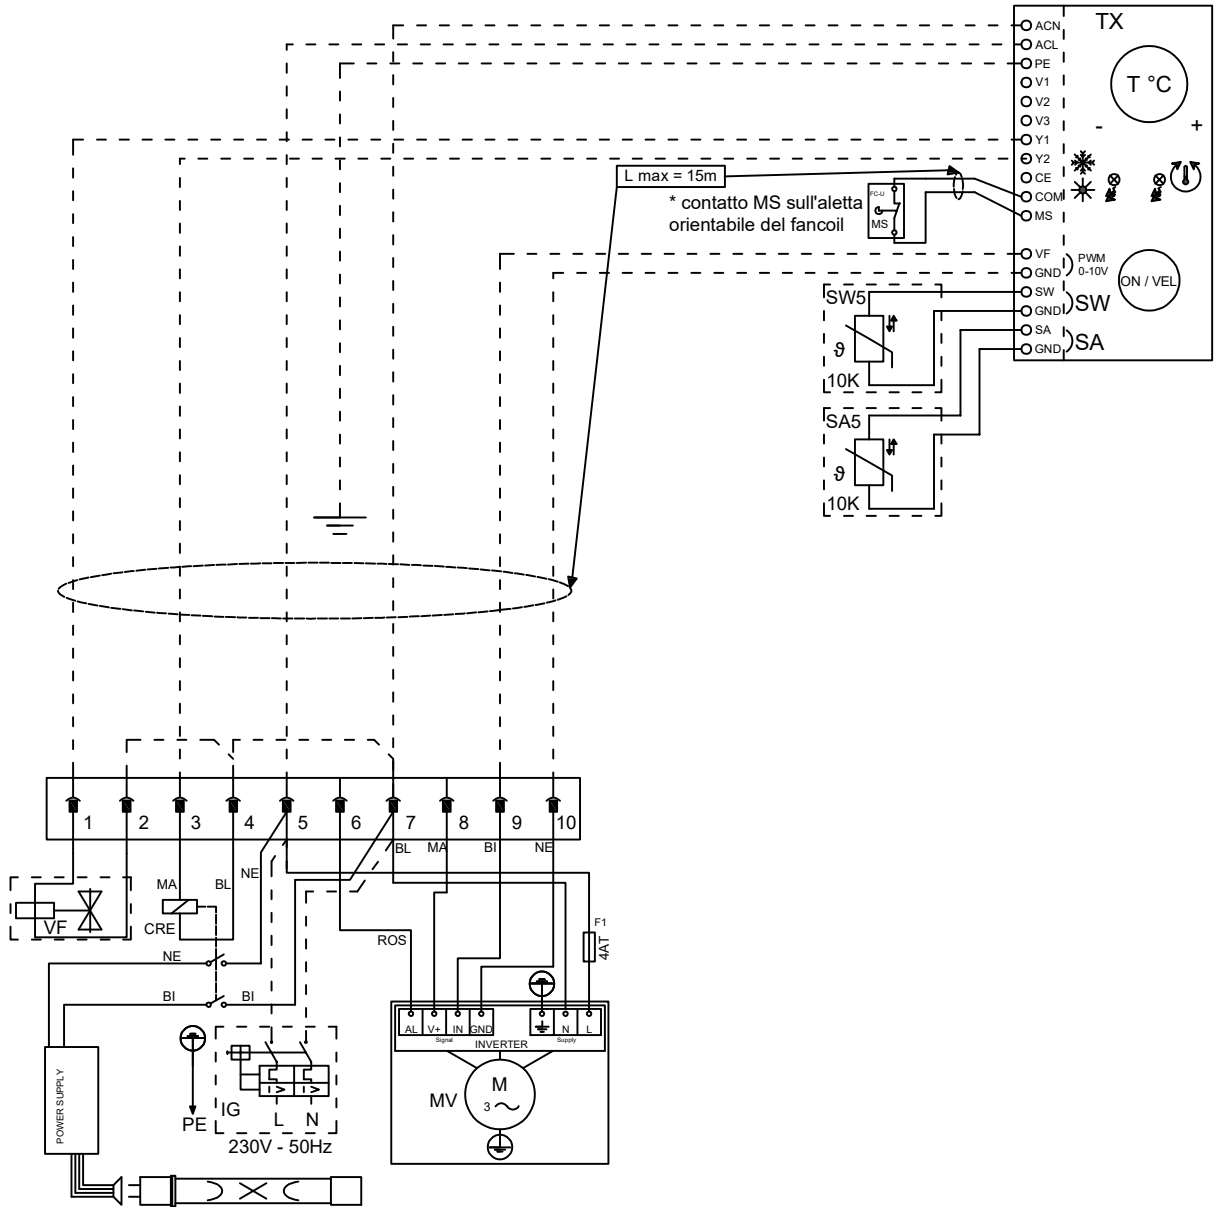 ACN
TX
ACL
PE
V1
T °C
V2
V3
- +
Y1
Y2
CE
COM
MS
L max = 15m
* contatto MS sull'aletta
orientabile del fancoil
FC-U
MS
VF
GND
PWM
0-10V
ON / VEL
SW
GND
SW
SA
GND
SA
SW5
ϑ
10K
SA5
ϑ
10K
1 2 3 4 5 6 7 8 9 10
BL MA BI NE
NE
MA BL
VF
CRE
ROS
F1
4AT
NE
BI BI
AL V+ IN GND N L
Signal Supply
INVERTER
MV
M
3
POWER SUPPLY
PE
IG
> >
L N
230V - 50Hz